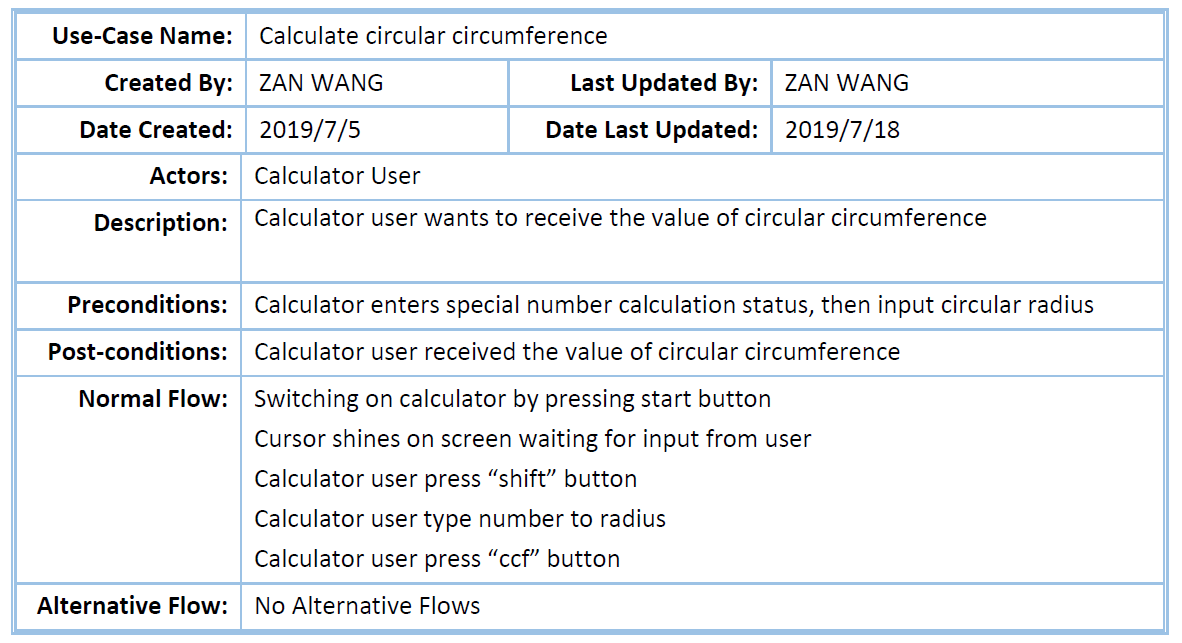 Use-Case Name: Calculate circular circumference
Created By: ZAN WANG Last Updated By: ZAN WANG
Date Created: 2019/7/5 Date Last Updated: 2019/7/18
Actors: Calculator User
Description: Calculator user wants to receive the value of circular circumference
Preconditions: Calculator enters special number calculation status, then input circular radius
Post-conditions: Calculator user received the value of circular circumference
Normal Flow: Switching on calculator by pressing start button
Cursor shines on screen waiting for input from user
Calculator user press “shift” button
Calculator user type number to radius
Calculator user press “ccf” button
Alternative Flow: No Alternative Flows